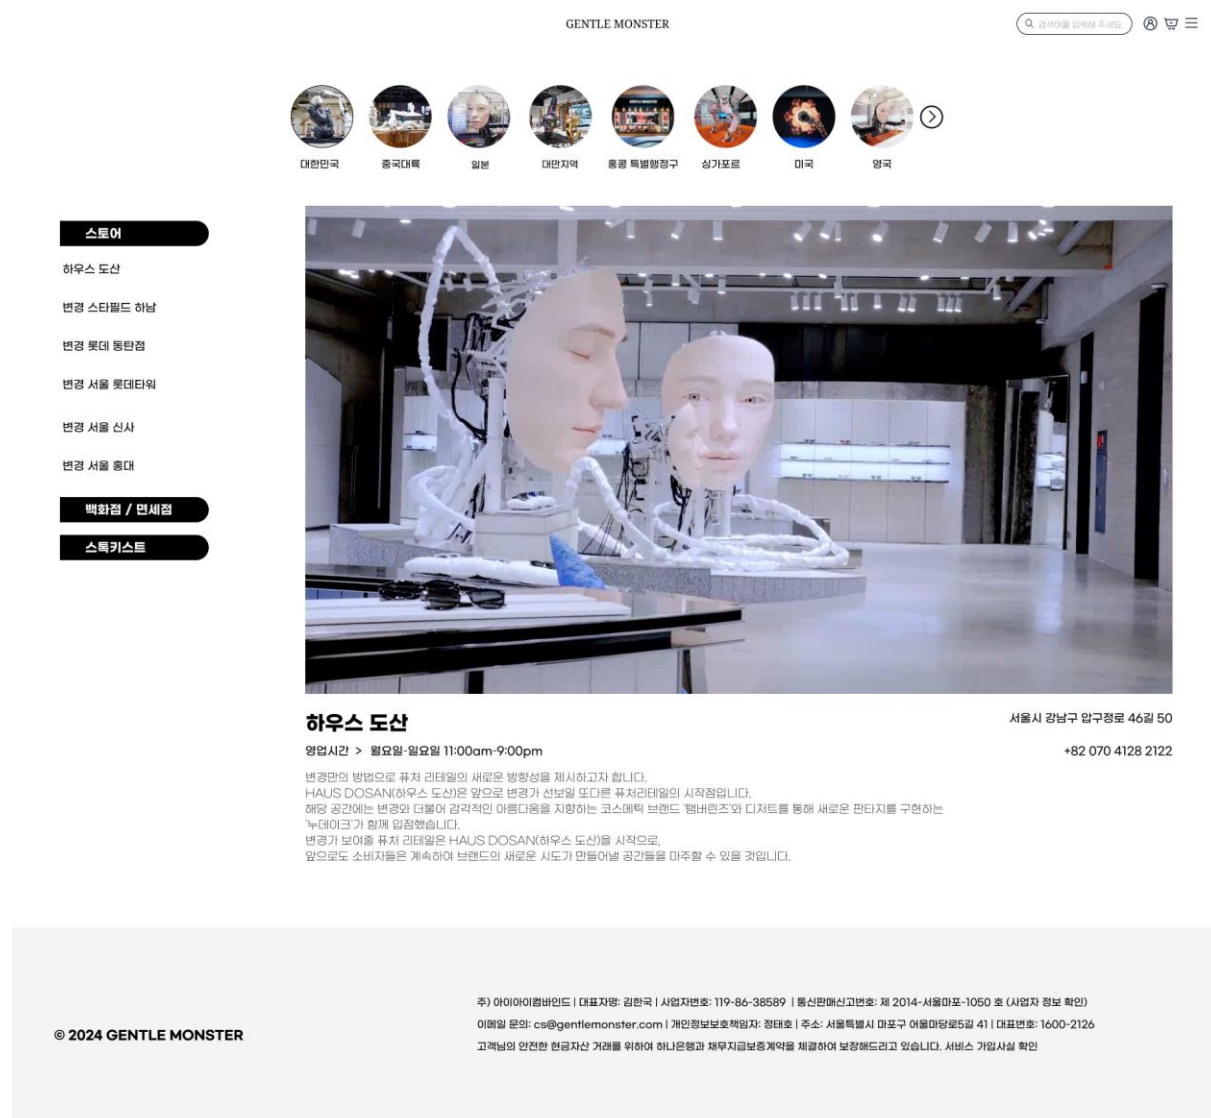 GENTLE MONSTER
검색어를 입력해 주세요.
대한민국
중국대륙
일본
대만지역
홍콩 특별행정구
싱가포르
미국
영국
스토어
하우스 도산
변경 스타필드 하남
변경 롯데 동탄점
변경 서울 롯데타워
변경 서울 신사
변경 서울 홍대
백화점 / 면세점
스톡키스트
하우스 도산
서울시 강남구 압구정로 46길 50
영업시간 > 월요일-일요일 11:00am-9:00pm
+82 070 4128 2122
변경만의 방법으로 퓨처 리테일의 새로운 방향성을 제시하고자 합니다.
HAUS DOSAN(하우스 도산)은 앞으로 변경가 선보일 또다른 퓨처리테일의 시작점입니다.
해당 공간에는 변경와 더불어 감각적인 아름다움을 지향하는 코스메틱 브랜드 '탬버린즈'와 디저트를 통해 새로운 판타지를 구현하는
'누데이크'가 함께 입점했습니다.
변경가 보여줄 퓨처 리테일은 HAUS DOSAN(하우스 도산)을 시작으로,
앞으로도 소비자들은 계속하여 브랜드의 새로운 시도가 만들어낼 공간들을 마주할 수 있을 것입니다.
© 2024 GENTLE MONSTER
주) 아이아이컴바인드 | 대표자명: 김한국 | 사업자번호: 119-86-38589 | 통신판매신고번호: 제 2014-서울마포-1050 호 (사업자 정보 확인)
이메일 문의: cs@gentlemonster.com | 개인정보보호책임자: 정태호 | 주소: 서울특별시 마포구 어울마당로5길 41 | 대표번호: 1600-2126
고객님의 안전한 현금자산 거래를 위하여 하나은행과 채무지급보증계약을 체결하여 보장해드리고 있습니다. 서비스 가입사실 확인